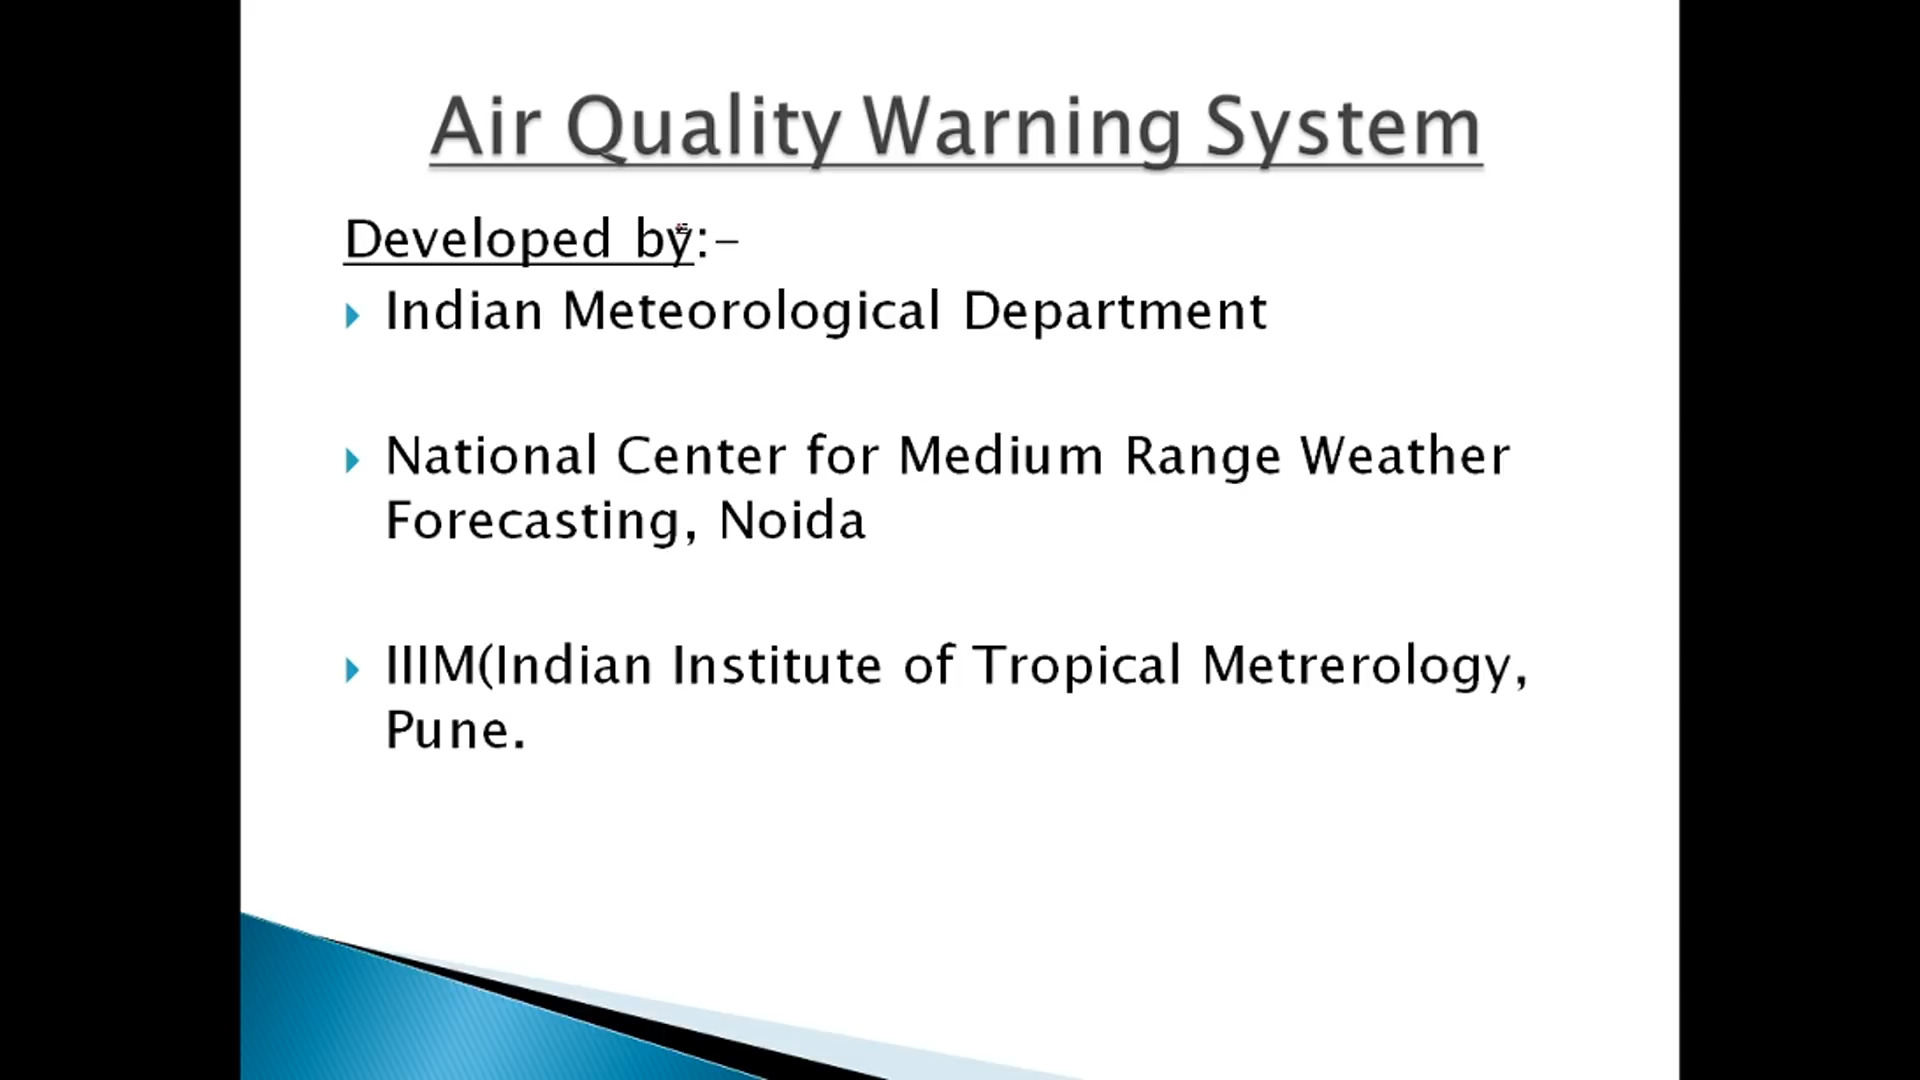 Air Quality Warning System
Developed by:-
Indian Meteorological Department
National Center for Medium Range Weather
Forecasting, Noida
IIIM(Indian Institute of Tropical Metrerology,
Pune.